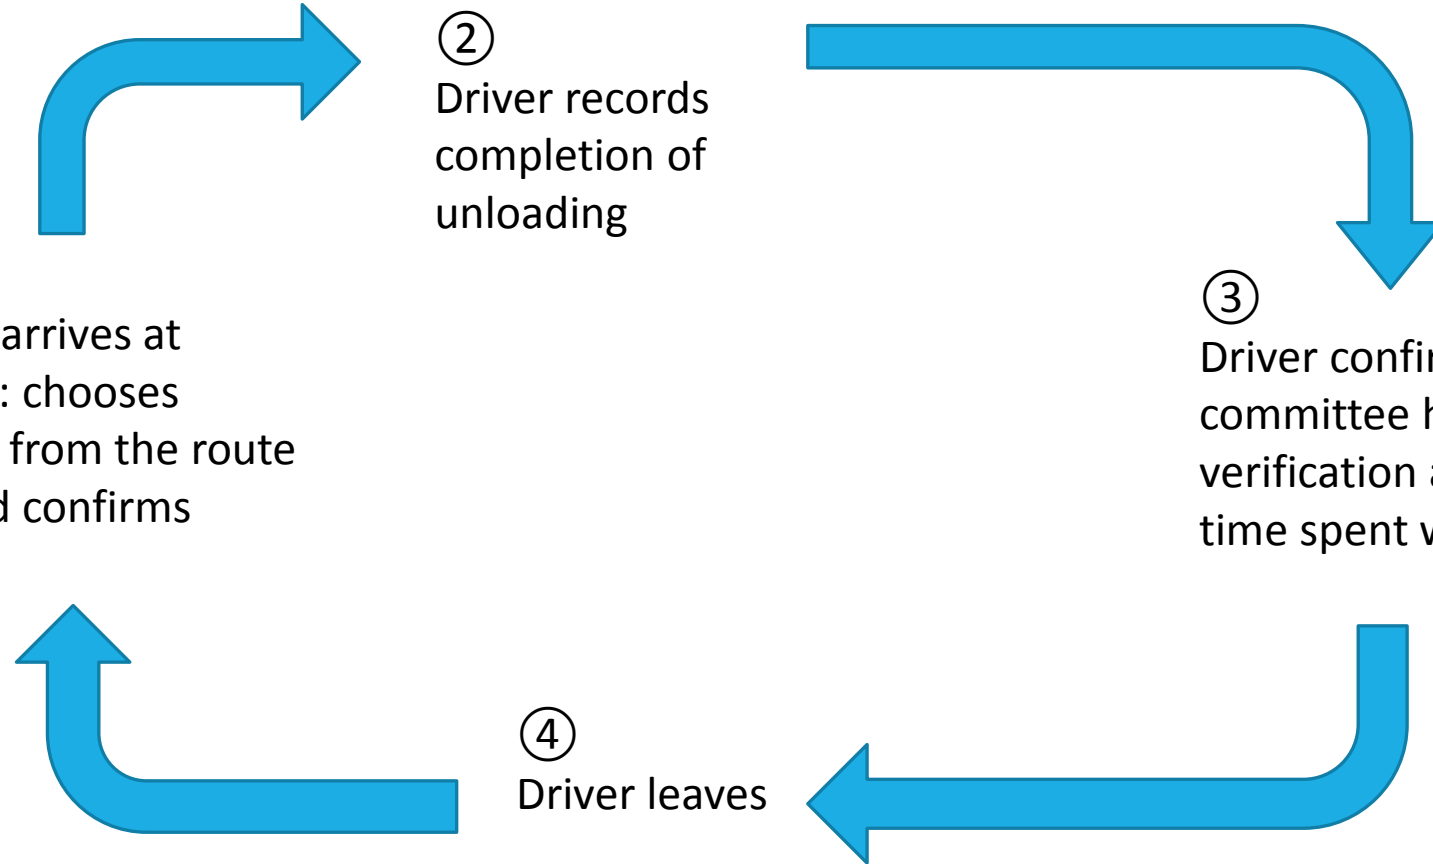 ②
Driver records
completion of
unloading
arrives at
: chooses
from the route
confirms
③
Driver
committee
verification
time spent
④
Driver leaves